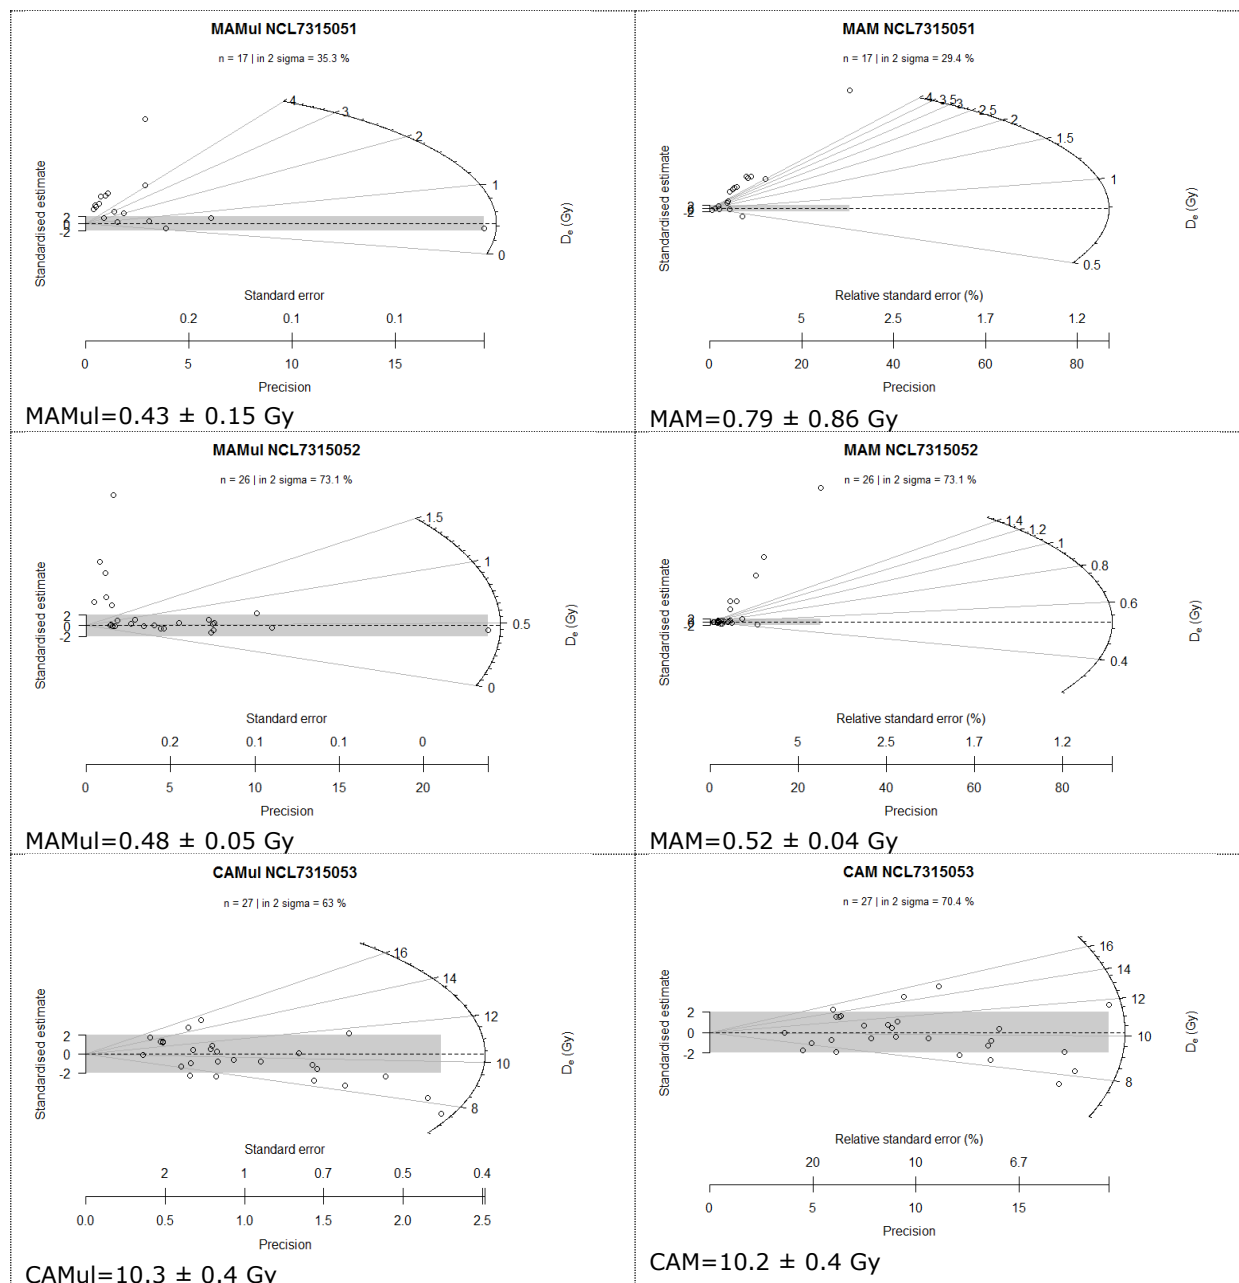 MAMul NCL7315051
n = 17 | in 2 sigma = 35.3 %
Standardised estimate
2
0
-2
4
3
2
1
0
De (Gy)
Standard error
0.2 0.1 0.1
0 5 10 15
Precision
MAMul=0.43 ± 0.15 Gy
MAM NCL7315051
n = 17 | in 2 sigma = 29.4 %
Standardised estimate
2
0
-2
4
3.5
3
2.5
2
1.5
1
0.5
De (Gy)
Relative standard error (%)
5 2.5 1.7 1.2
0 20 40 60 80
Precision
MAM=0.79 ± 0.86 Gy
MAMul NCL7315052
n = 26 | in 2 sigma = 73.1 %
Standardised estimate
2
0
-2
1.5
1
0.5
0
De (Gy)
Standard error
0.2 0.1 0.1 0
0 5 10 15 20
Precision
MAMul=0.48 ± 0.05 Gy
MAM NCL7315052
n = 26 | in 2 sigma = 73.1 %
Standardised estimate
2
0
-2
1.4
1.2
1
0.8
0.6
0.4
De (Gy)
Relative standard error (%)
5 2.5 1.7 1.2
0 20 40 60 80
Precision
MAM=0.52 ± 0.04 Gy
CAMul NCL7315053
n = 27 | in 2 sigma = 63 %
Standardised estimate
2
0
-2
16
14
12
10
8
De (Gy)
Standard error
2 1 0.7 0.5 0.4
0.0 0.5 1.0 1.5 2.0 2.5
Precision
CAMul=10.3 ± 0.4 Gy
CAM NCL7315053
n = 27 | in 2 sigma = 70.4 %
Standardised estimate
2
0
-2
16
14
12
10
8
De (Gy)
Relative standard error (%)
20 10 6.7
0 5 10 15
Precision
CAM=10.2 ± 0.4 Gy